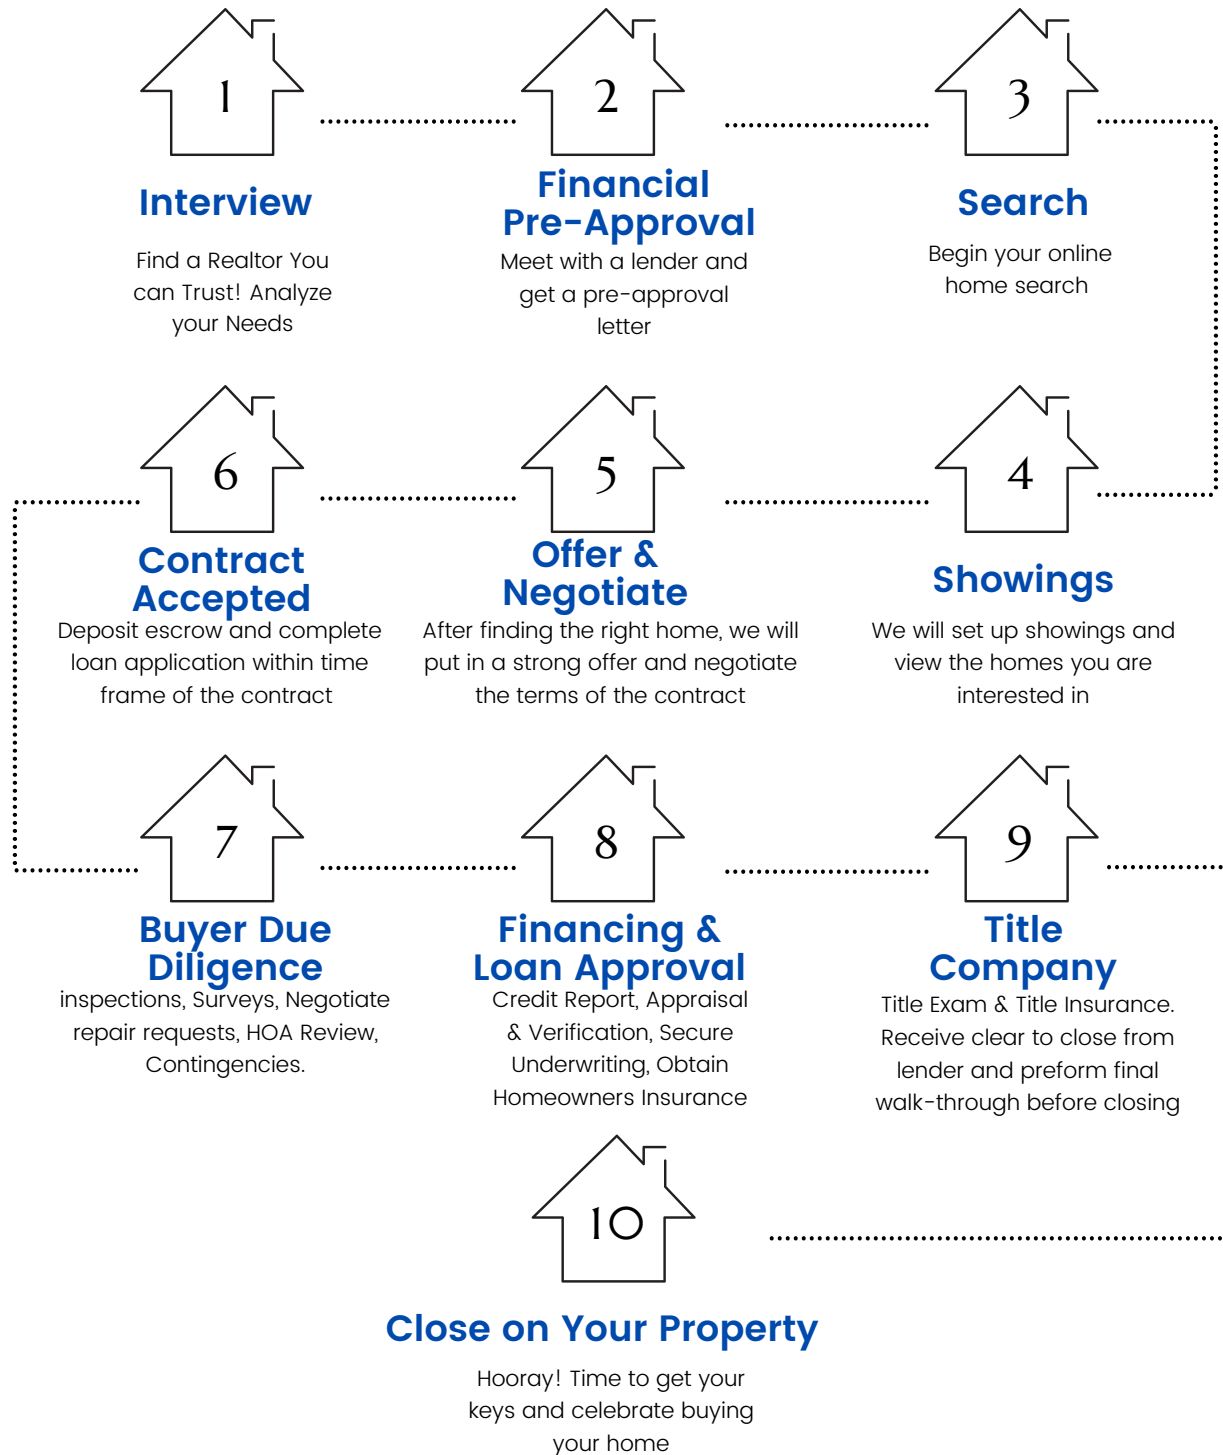 1
Interview
Find a Realtor You
can Trust! Analyze
your Needs
2
Financial
Pre-Approval
Meet with a lender and
get a pre-approval
letter
3
Search
Begin your online
home search
4
Showings
We will set up showings and
view the homes you are
interested in
5
Offer &
Negotiate
After finding the right home, we will
put in a strong offer and negotiate
the terms of the contract
6
Contract
Accepted
Deposit escrow and complete
loan application within time
frame of the contract
7
Buyer Due
Diligence
inspections, Surveys, Negotiate
repair requests, HOA Review,
Contingencies.
8
Financing &
Loan Approval
Credit Report, Appraisal
& Verification, Secure
Underwriting, Obtain
Homeowners Insurance
9
Title
Company
Title Exam & Title Insurance.
Receive clear to close from
lender and preform final
walk-through before closing
10
Close on Your Property
Hooray! Time to get your
keys and celebrate buying
your home